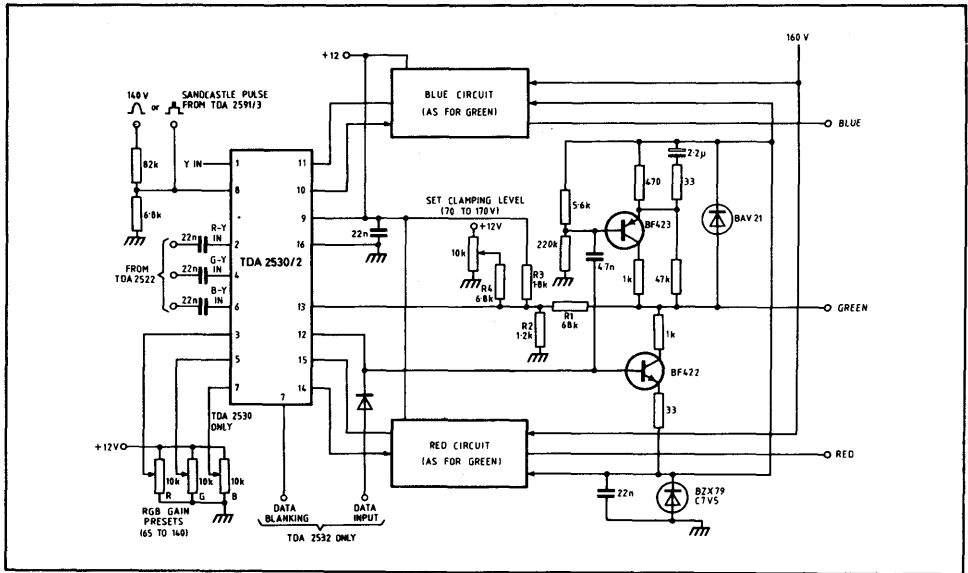 160 V
+12
BLUE CIRCUIT
(AS FOR GREEN)
BLUE
140 V
or
SANDCASTLE PULSE
FROM TDA 2591/3
82k
6·8k
Y IN
1
8
2
4
6
3
5
7
11
10
9
16
13
12
15
14
7
TDA 2530/2
R-Y
IN
22n
G-Y
IN
22n
B-Y
IN
22n
FROM
TDA2522
22n
SET CLAMPING LEVEL
(70 TO 170V)
+12V
10k
R4
6·8k
R3
1·8k
R2
1·2k
R1
68k
5·6k
220k
4·7n
470
2·2µ
33
BF423
1k
47k
BAV 21
GREEN
1k
BF422
33
TDA 2530
ONLY
+12V
10k
R
10k
G
10k
B
RGB GAIN
PRESETS
(65 TO 140)
DATA
BLANKING
DATA
INPUT
TDA 2532 ONLY
RED CIRCUIT
(AS FOR GREEN)
RED
22n
BZX79
C7V5